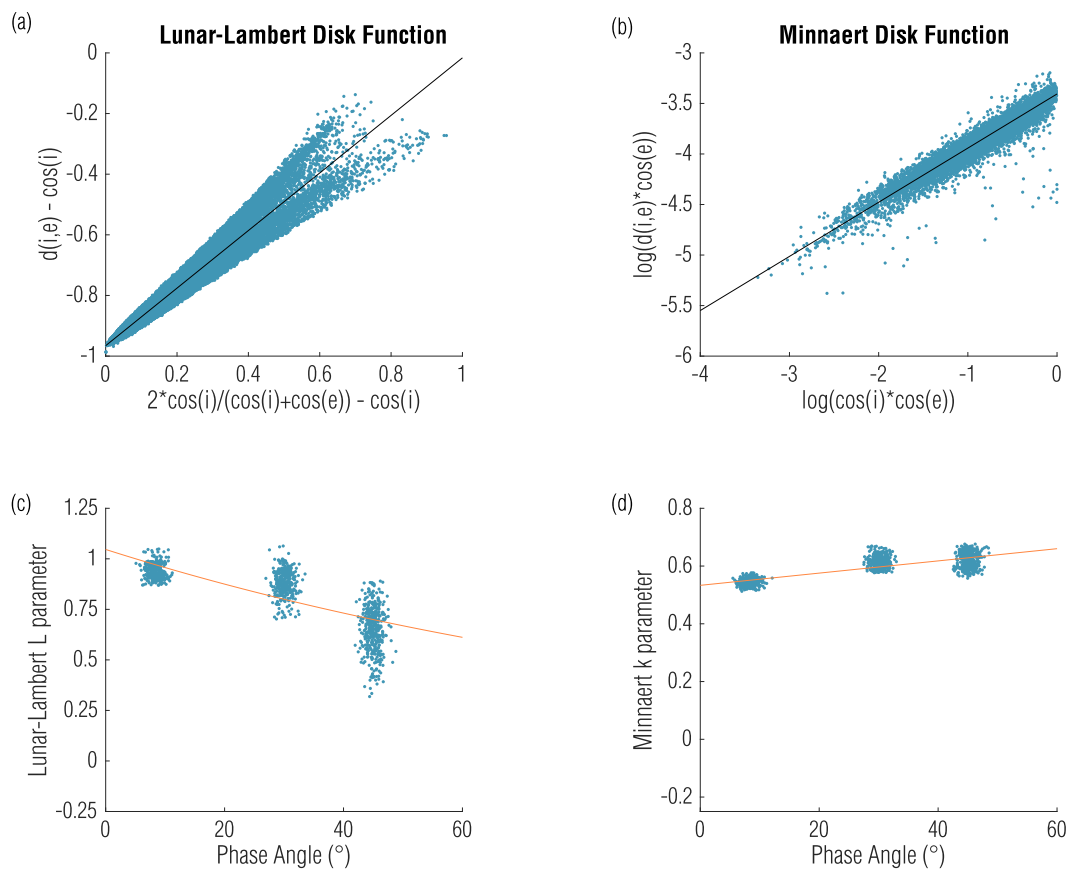 (a)
Lunar-Lambert Disk Function
0
-0.2
-0.4
-0.6
-0.8
-1
d(i,e) - cos(i)
0 0.2 0.4 0.6 0.8 1
2*cos(i)/(cos(i)+cos(e)) - cos(i)
(b)
Minnaert Disk Function
-3
-3.5
-4
-4.5
-5
-5.5
-6
log(d(i,e)*cos(e))
-4 -3 -2 -1 0
log(cos(i)*cos(e))
(c)
1.25
1
0.75
0.5
0.25
0
-0.25
Lunar-Lambert L parameter
0 20 40 60
Phase Angle (°)
(d)
0.8
0.6
0.4
0.2
0
-0.2
Minnaert k parameter
0 20 40 60
Phase Angle (°)